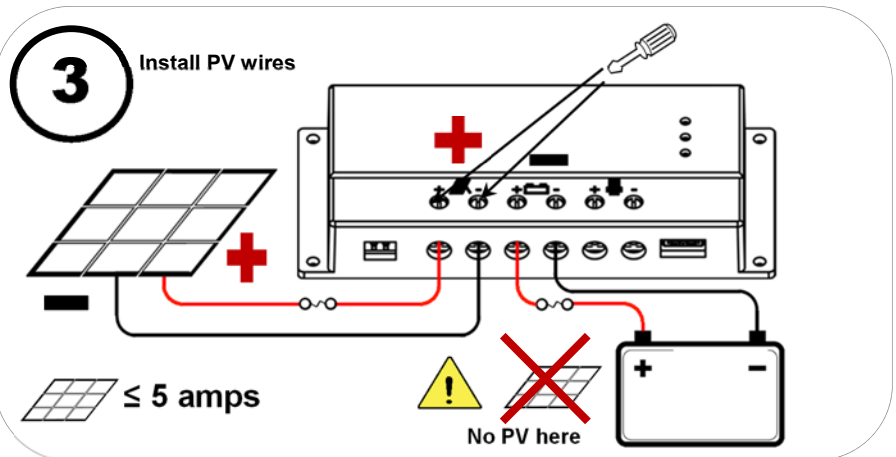 3
Install PV wires
+
-
+ - + - + -
+
-
≤ 5 amps
!
No PV here
+ -